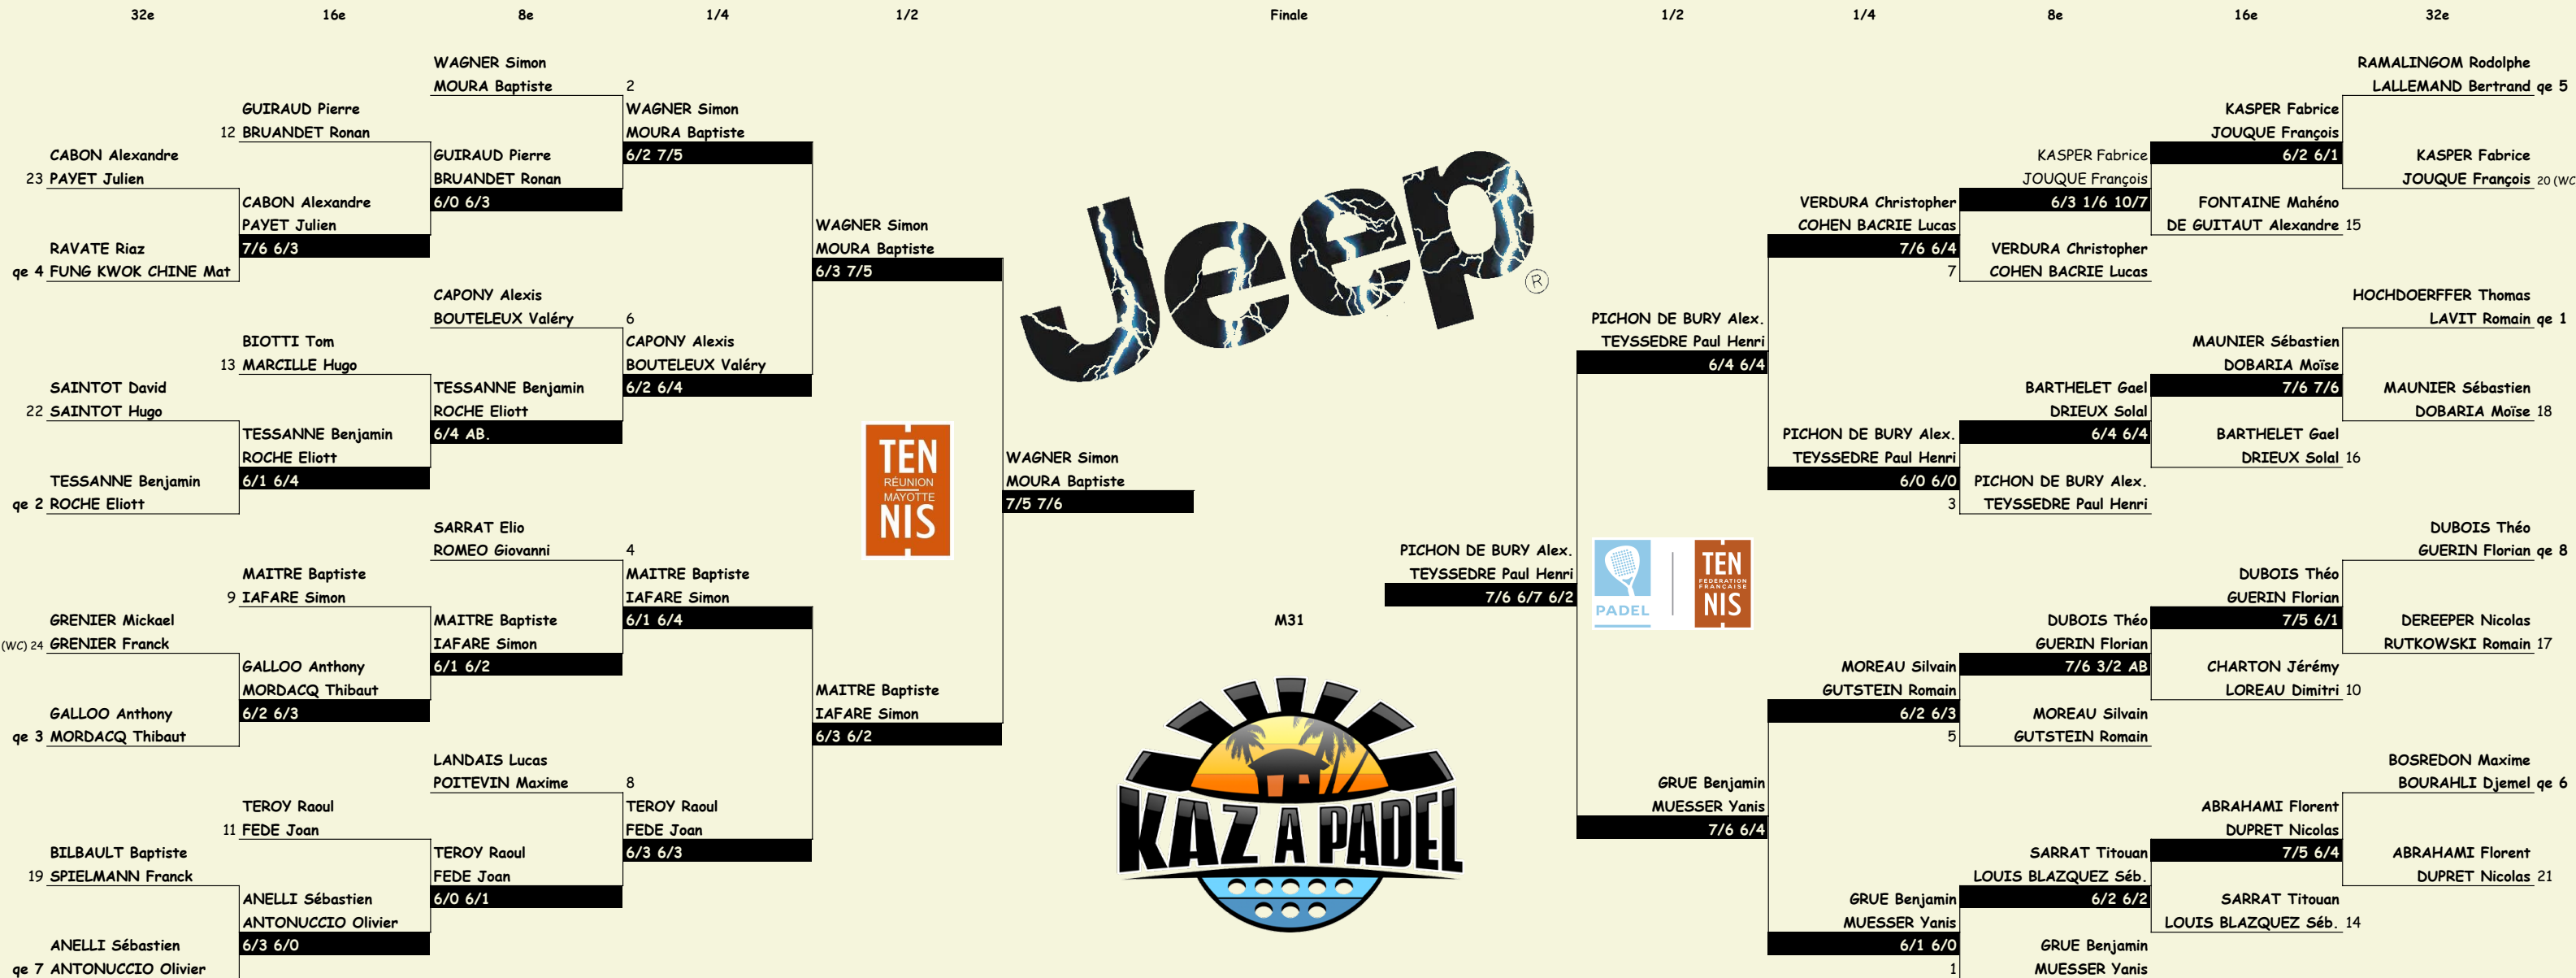 32e
16e
8e
1/4
1/2
Finale
1/2
1/4
8e
16e
32e
CABON Alexandre
23 PAYET Julien
RAVATE Riaz
qe 4 FUNG KWOK CHINE Mat
SAINTOT David
22 SAINTOT Hugo
TESSANNE Benjamin
qe 2 ROCHE Eliott
GRENIER Mickael
(WC) 24 GRENIER Franck
GALLOO Anthony
qe 3 MORDACQ Thibaut
BILBAULT Baptiste
19 SPIELMANN Franck
ANELLI Sébastien
qe 7 ANTONUCCIO Olivier
GUIRAUD Pierre
12 BRUANDET Ronan
CABON Alexandre
PAYET Julien
7/6 6/3
BIOTTI Tom
13 MARCILLE Hugo
TESSANNE Benjamin
ROCHE Eliott
6/1 6/4
MAITRE Baptiste
9 IAFARE Simon
GALLOO Anthony
MORDACQ Thibaut
6/2 6/3
TEROY Raoul
11 FEDE Joan
ANELLI Sébastien
ANTONUCCIO Olivier
6/3 6/0
WAGNER Simon
MOURA Baptiste 2
GUIRAUD Pierre
BRUANDET Ronan
6/0 6/3
CAPONY Alexis
BOUTELEUX Valéry 6
TESSANNE Benjamin
ROCHE Eliott
6/4 AB.
SARRAT Elio
ROMEO Giovanni 4
MAITRE Baptiste
IAFARE Simon
6/1 6/2
LANDAIS Lucas
POITEVIN Maxime 8
TEROY Raoul
FEDE Joan
6/0 6/1
WAGNER Simon
MOURA Baptiste
6/2 7/5
CAPONY Alexis
BOUTELEUX Valéry
6/2 6/4
MAITRE Baptiste
IAFARE Simon
6/1 6/4
TEROY Raoul
FEDE Joan
6/3 6/3
WAGNER Simon
MOURA Baptiste
6/3 7/5
MAITRE Baptiste
IAFARE Simon
6/3 6/2
TEN
RÉUNION
MAYOTTE
NIS
WAGNER Simon
MOURA Baptiste
7/5 7/6
Jeep
®
M31
KAZ A PADEL
PICHON DE BURY Alex.
TEYSSEDRE Paul Henri
7/6 6/7 6/2
PADEL
TEN
FÉDÉRATION
FRANÇAISE
NIS
PICHON DE BURY Alex.
TEYSSEDRE Paul Henri
6/4 6/4
GRUE Benjamin
MUESSER Yanis
7/6 6/4
VERDURA Christopher
COHEN BACRIE Lucas
7/6 6/4
PICHON DE BURY Alex.
TEYSSEDRE Paul Henri
6/0 6/0
MOREAU Silvain
GUTSTEIN Romain
6/2 6/3
GRUE Benjamin
MUESSER Yanis
6/1 6/0
KASPER Fabrice
JOUQUE François
6/3 1/6 10/7
VERDURA Christopher
7 COHEN BACRIE Lucas
BARTHELET Gael
DRIEUX Solal
6/4 6/4
PICHON DE BURY Alex.
3 TEYSSEDRE Paul Henri
DUBOIS Théo
GUERIN Florian
7/6 3/2 AB
MOREAU Silvain
5 GUTSTEIN Romain
SARRAT Titouan
LOUIS BLAZQUEZ Séb.
6/2 6/2
GRUE Benjamin
1 MUESSER Yanis
KASPER Fabrice
JOUQUE François
6/2 6/1
FONTAINE Mahéno
DE GUITAUT Alexandre 15
MAUNIER Sébastien
DOBARIA Moïse
7/6 7/6
BARTHELET Gael
DRIEUX Solal 16
DUBOIS Théo
GUERIN Florian
7/5 6/1
CHARTON Jérémy
LOREAU Dimitri 10
ABRAHAMI Florent
DUPRET Nicolas
7/5 6/4
SARRAT Titouan
LOUIS BLAZQUEZ Séb. 14
RAMALINGOM Rodolphe
LALLEMAND Bertrand qe 5
KASPER Fabrice
JOUQUE François 20 (WC
HOCHDOERFFER Thomas
LAVIT Romain qe 1
MAUNIER Sébastien
DOBARIA Moïse 18
DUBOIS Théo
GUERIN Florian qe 8
DEREEPER Nicolas
RUTKOWSKI Romain 17
BOSREDON Maxime
BOURAHLI Djemel qe 6
ABRAHAMI Florent
DUPRET Nicolas 21